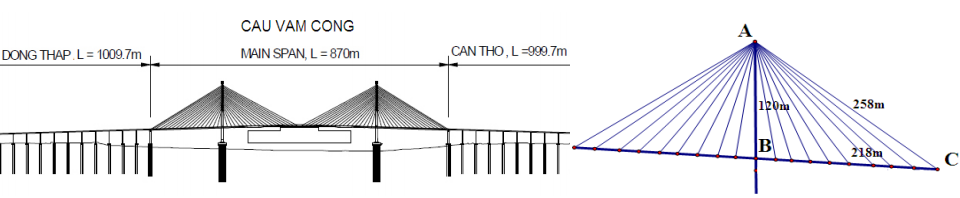 CAU VAM CONG
DONG THAP. L = 1009.7m
MAIN SPAN, L = 870m
CAN THO , L =999.7m
A
120m
258m
B
218m
C